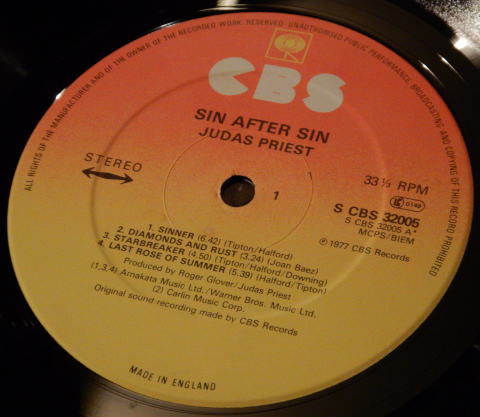 ALL RIGHTS OF THE MANUFACTURER AND OF THE OWNER OF THE RECORDED WORK RESERVED. UNAUTHORISED PUBLIC PERFORMANCE, BROADCASTING AND COPYING OF THIS RECORD PROHIBITED
CBS
SIN AFTER SIN
JUDAS PRIEST
STEREO
33⅓ RPM
1
S CBS 32005
S CBS 32005 A*
MCPS/BIEM
℗ 1977 CBS Records
1. SINNER (6.42) (Tipton/Halford)
2. DIAMONDS AND RUST (3.24) (Joan Baez)
3. STARBREAKER (4.50) (Tipton/Halford/Downing)
4. LAST ROSE OF SUMMER (5.39) (Halford/Tipton)
Produced by Roger Glover/Judas Priest
(1,3,4) Arnakata Music Ltd./Warner Bros. Music Ltd.
(2) Carlin Music Corp.
Original sound recording made by CBS Records
MADE IN ENGLAND